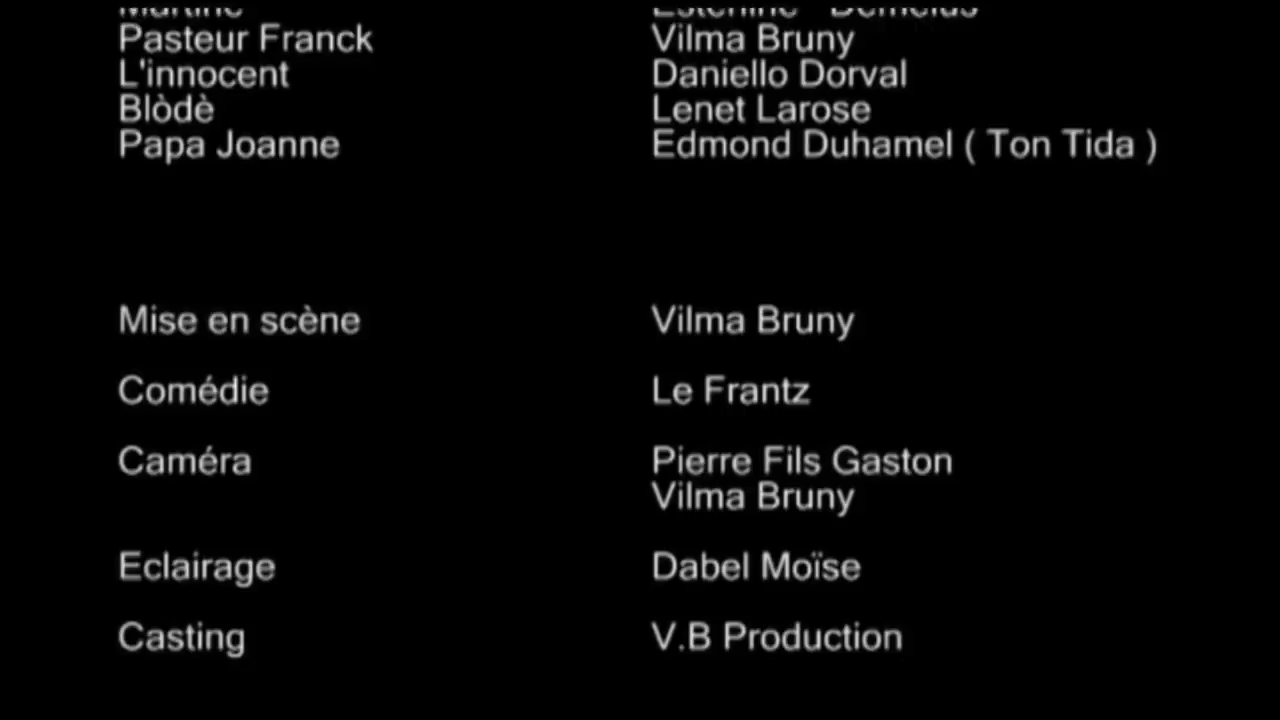 Martine
Pasteur Franck Vilma Bruny
L'innocent Daniello Dorval
Blòdè Lenet Larose
Papa Joanne Edmond Duhamel ( Ton Tida )
Mise en scène Vilma Bruny
Comédie Le Frantz
Caméra Pierre Fils Gaston
Vilma Bruny
Eclairage Dabel Moïse
Casting V.B Production